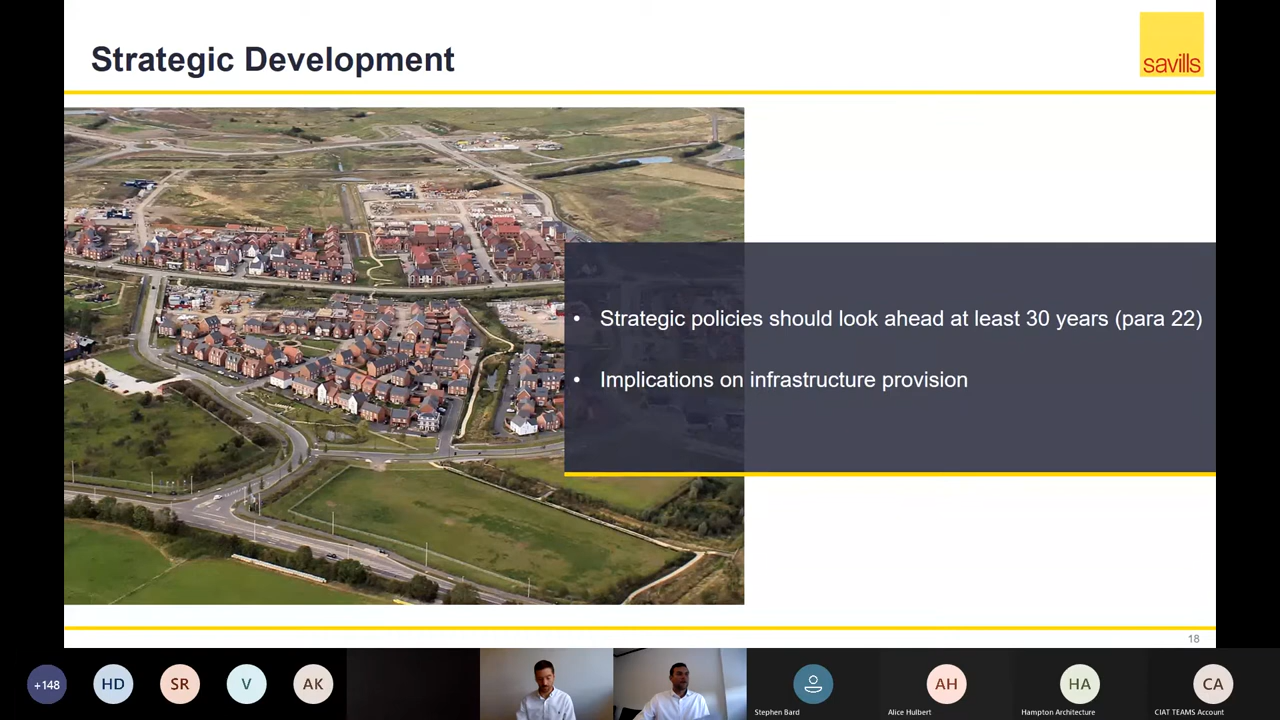 Strategic Development
savills
• Strategic policies should look ahead at least 30 years (para 22)
• Implications on infrastructure provision
18
+148
HD
SR
V
AK
AH
HA
CA
Stephen Bard
Alice Hulbert
Hampton Architecture
CIAT TEAMS Account